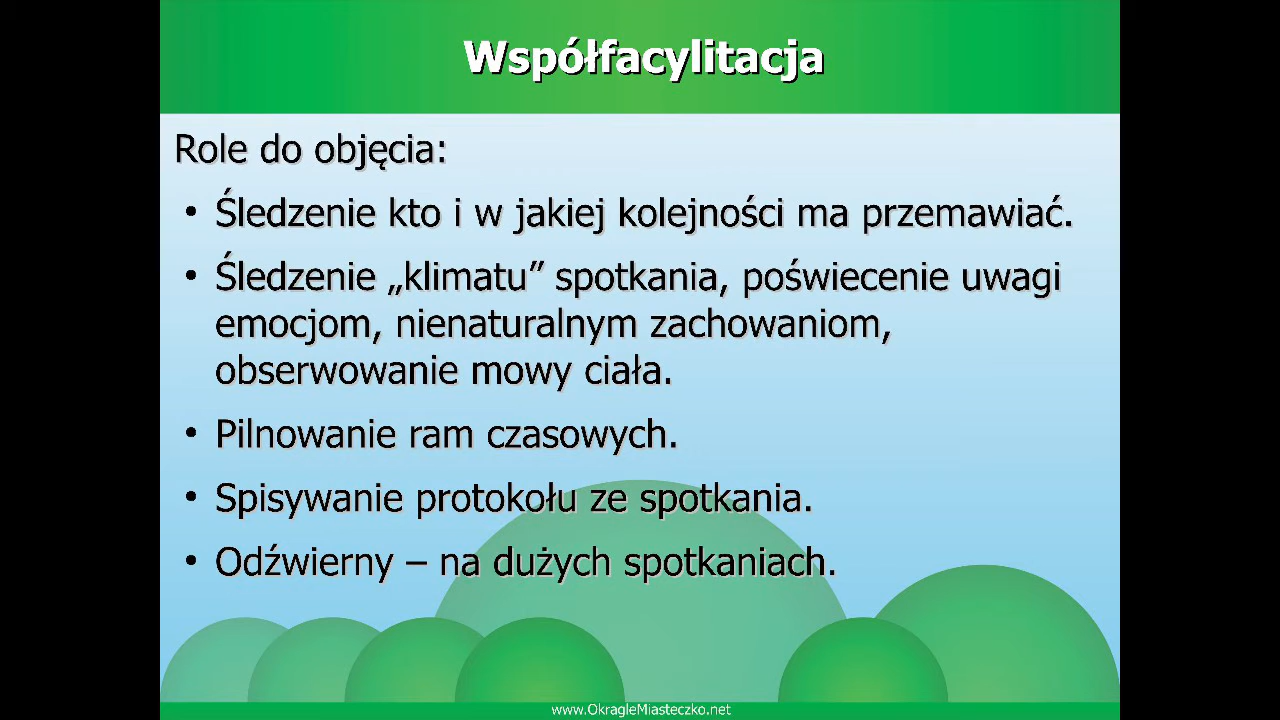 Współfacylitacja
Role do objęcia:
• Śledzenie kto i w jakiej kolejności ma przemawiać.
• Śledzenie „klimatu” spotkania, poświecenie uwagi
emocjom, nienaturalnym zachowaniom,
obserwowanie mowy ciała.
• Pilnowanie ram czasowych.
• Spisywanie protokołu ze spotkania.
• Odźwierny – na dużych spotkaniach.
www.OkragleMiasteczko.net